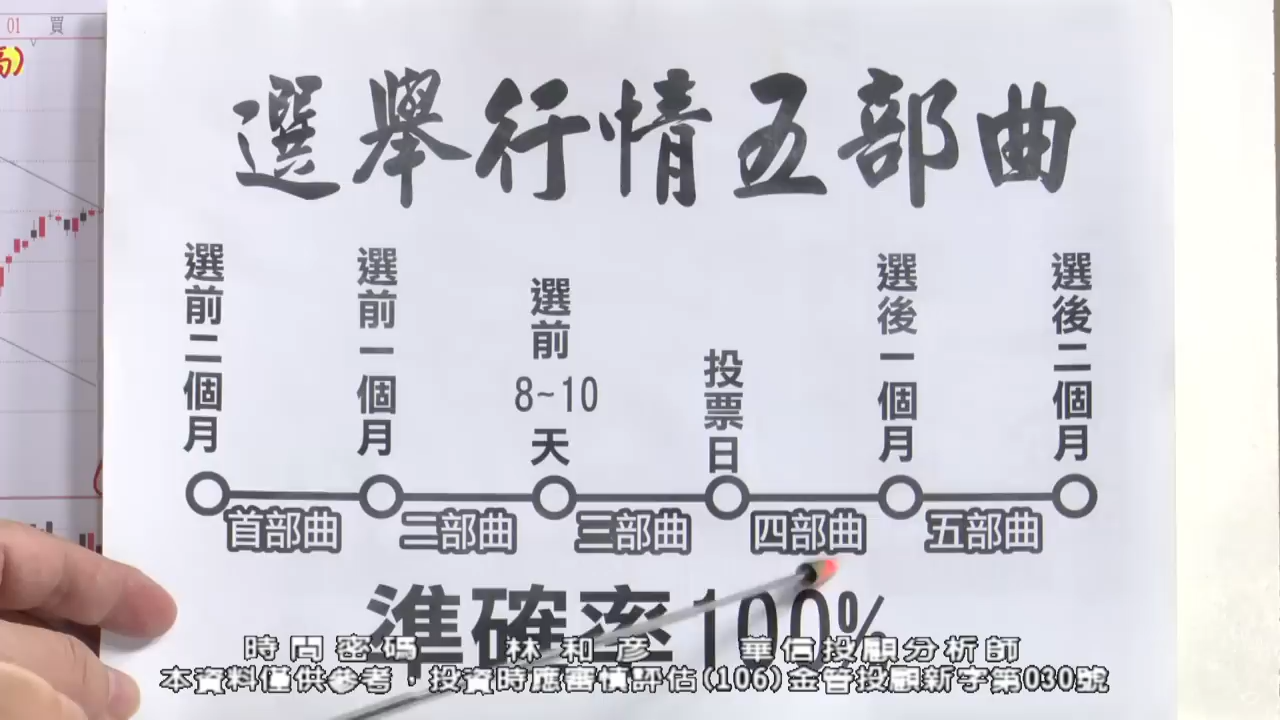 01 買
選舉行情五部曲
選前二個月
選前一個月
選前8~10天
投票日
選後一個月
選後二個月
首部曲 二部曲 三部曲 四部曲 五部曲
準確率100%
時間密碼 林和彥 華信投顧分析師
本資料僅供參考，投資時應審慎評估(106)金管投顧新字第030號